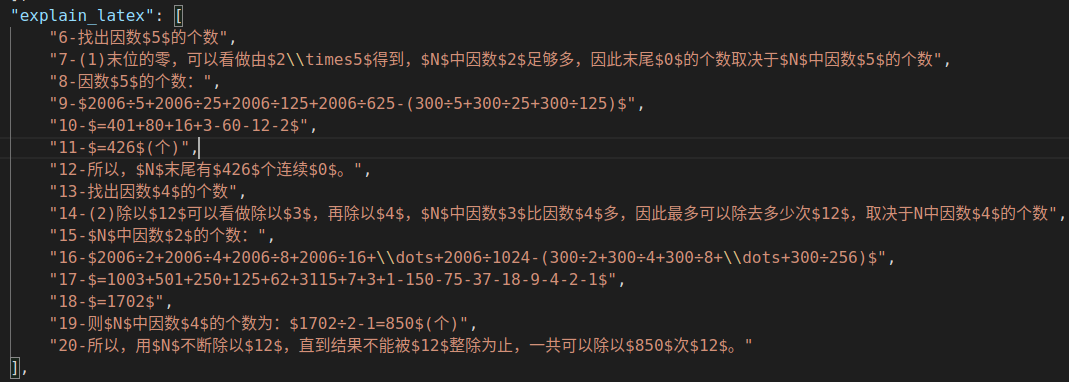 "explain_latex": [
"6-找出因数$5$的个数",
"7-(1)末位的零，可以看做由$2\\times5$得到，$N$中因数$2$足够多，因此末尾$0$的个数取决于$N$中因数$5$的个数",
"8-因数$5$的个数：",
"9-$2006÷5+2006÷25+2006÷125+2006÷625-(300÷5+300÷25+300÷125)$",
"10-$=401+80+16+3-60-12-2$",
"11-$=426$(个)",
"12-所以，$N$末尾有$426$个连续$0$。",
"13-找出因数$4$的个数",
"14-(2)除以$12$可以看做除以$3$，再除以$4$，$N$中因数$3$比因数$4$多，因此最多可以除去多少次$12$，取决于N中因数$4$的个数",
"15-$N$中因数$2$的个数：",
"16-$2006÷2+2006÷4+2006÷8+2006÷16+\\dots+2006÷1024-(300÷2+300÷4+300÷8+\\dots+300÷256)$",
"17-$=1003+501+250+125+62+3115+7+3+1-150-75-37-18-9-4-2-1$",
"18-$=1702$",
"19-则$N$中因数$4$的个数为：$1702÷2-1=850$(个)",
"20-所以，用$N$不断除以$12$，直到结果不能被$12$整除为止，一共可以除以$850$次$12$。"
],